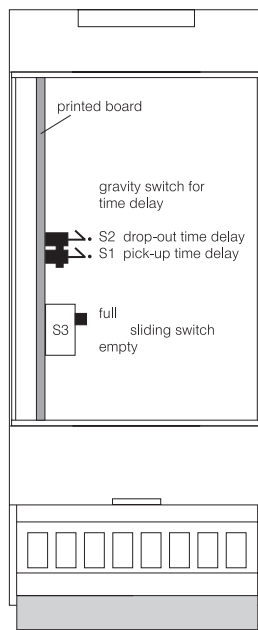 printed board
gravity switch for
time delay
S2 drop-out time delay
S1 pick-up time delay
full
S3 sliding switch
empty